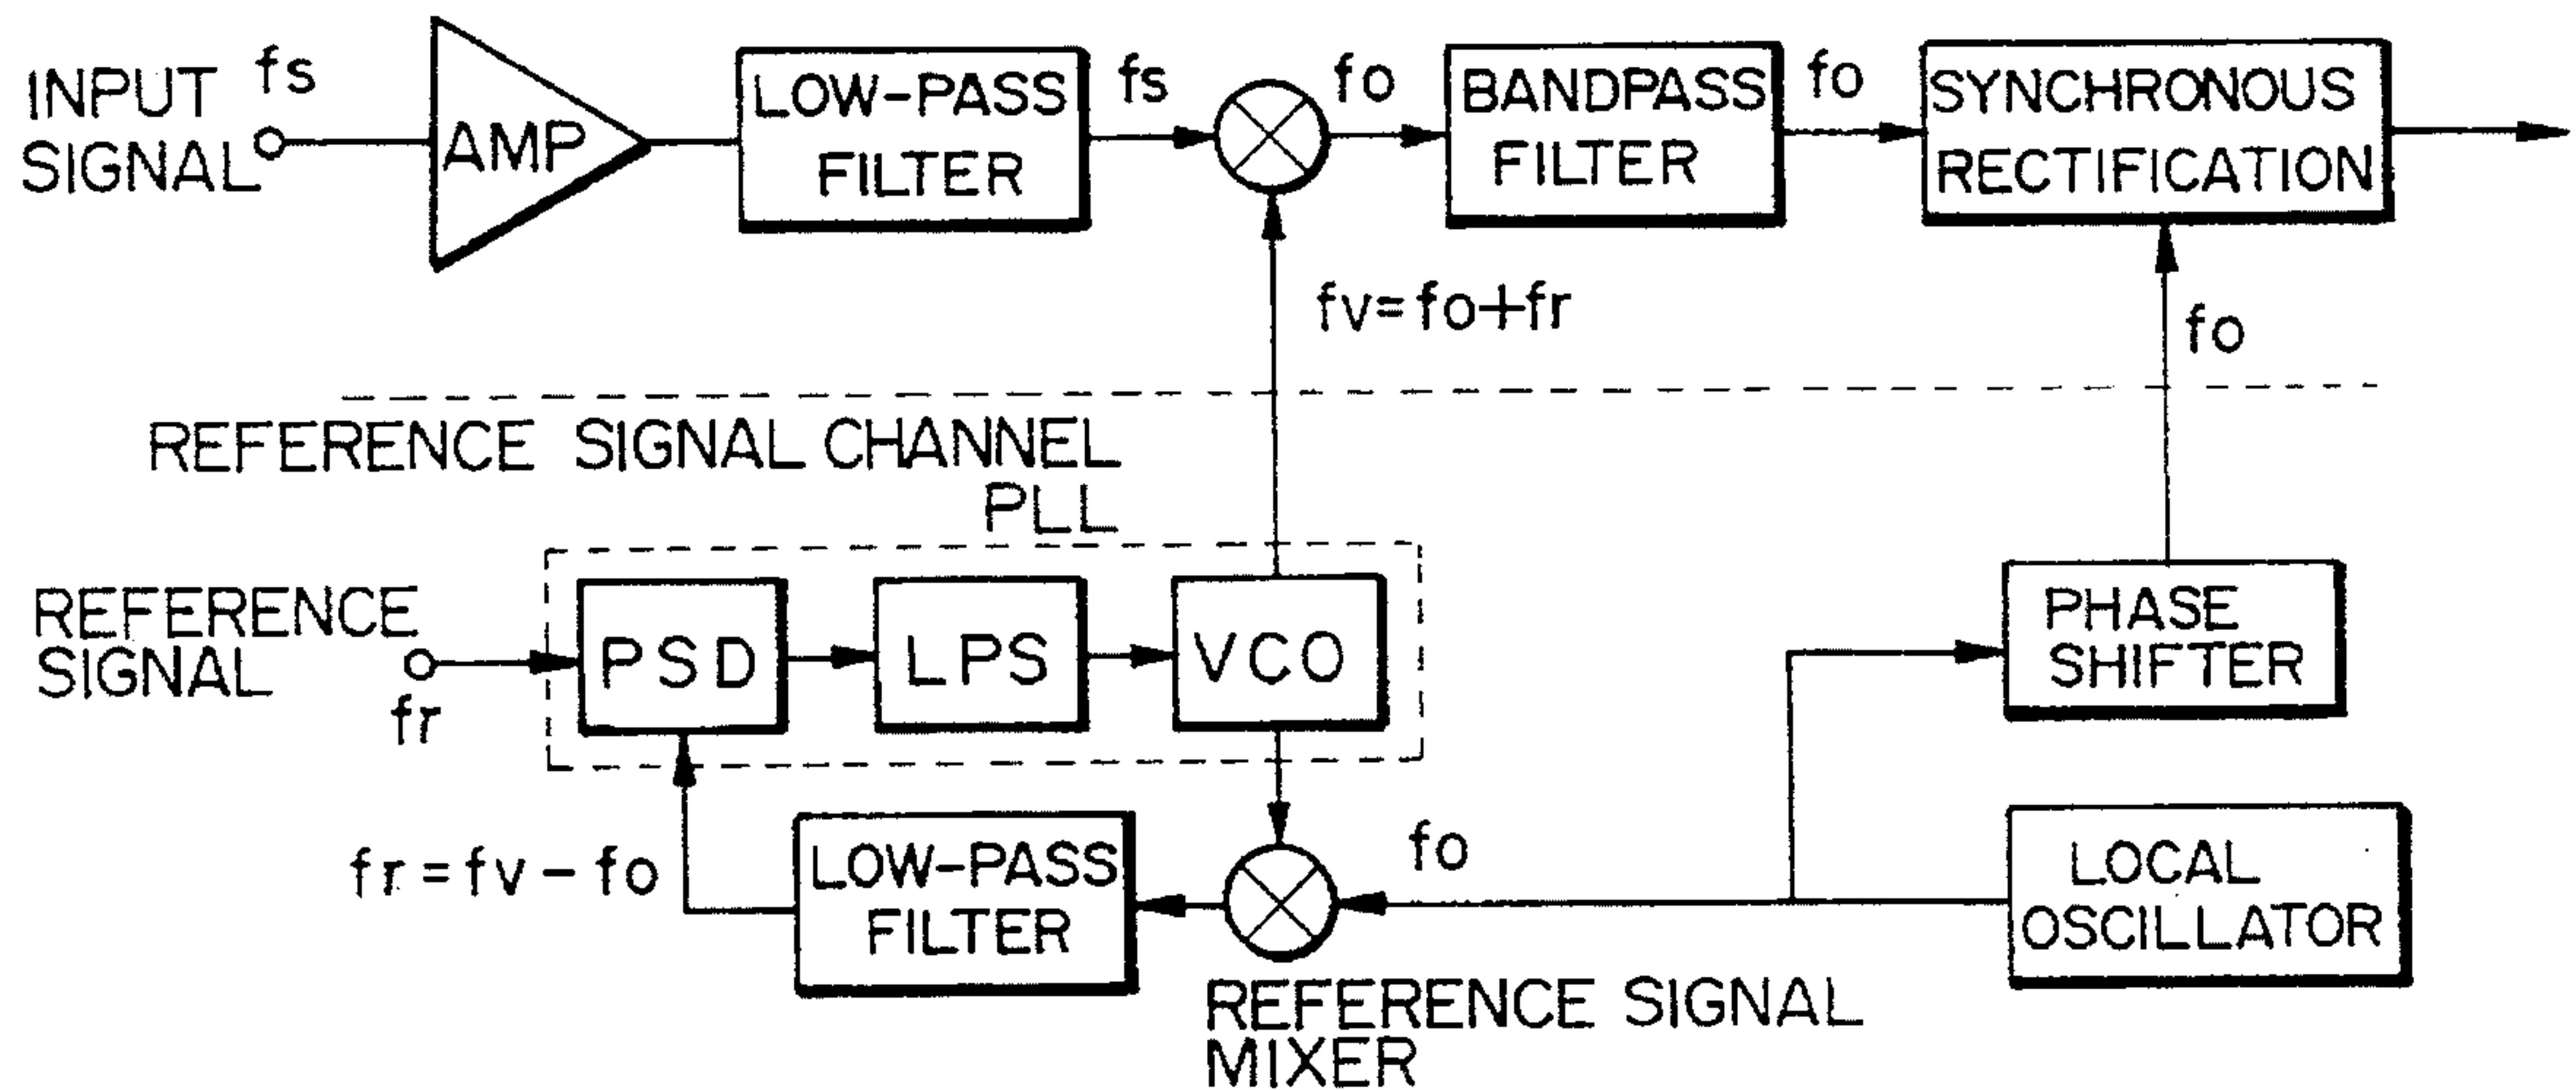 INPUT
SIGNAL
fs
AMP
LOW-PASS
FILTER
fs
fo
BANDPASS
FILTER
fo
SYNCHRONOUS
RECTIFICATION
fv=fo+fr
fo
REFERENCE SIGNAL CHANNEL
PLL
REFERENCE
SIGNAL
fr
PSD
LPS
VCO
PHASE
SHIFTER
fr=fv-fo
LOW-PASS
FILTER
fo
LOCAL
OSCILLATOR
REFERENCE SIGNAL
MIXER